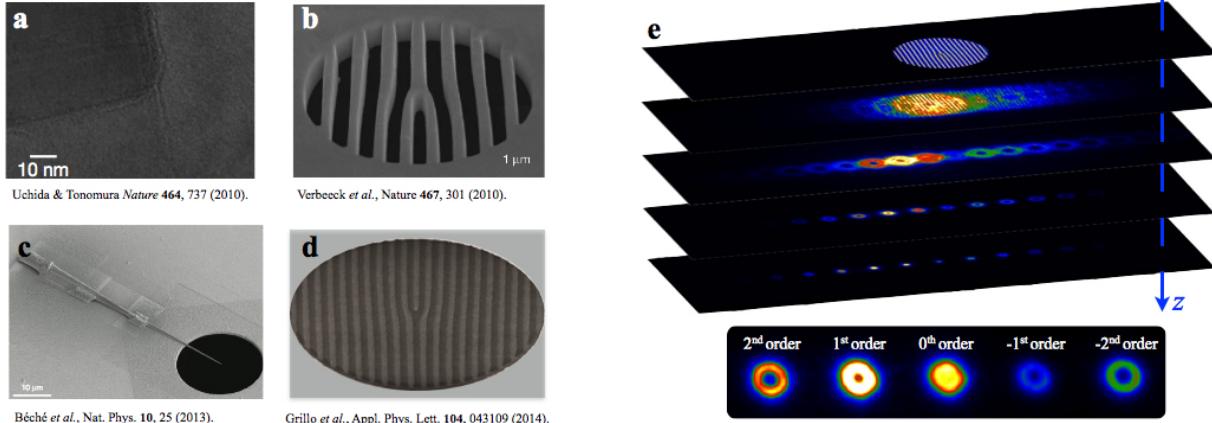 a
10 nm
Uchida & Tonomura Nature 464, 737 (2010).
b
1 μm
Verbeeck et al., Nature 467, 301 (2010).
c
10 μm
Béché et al., Nat. Phys. 10, 25 (2013).
d
Grillo et al., Appl. Phys. Lett. 104, 043109 (2014).
e
z
2nd order 1st order 0th order -1st order -2nd order